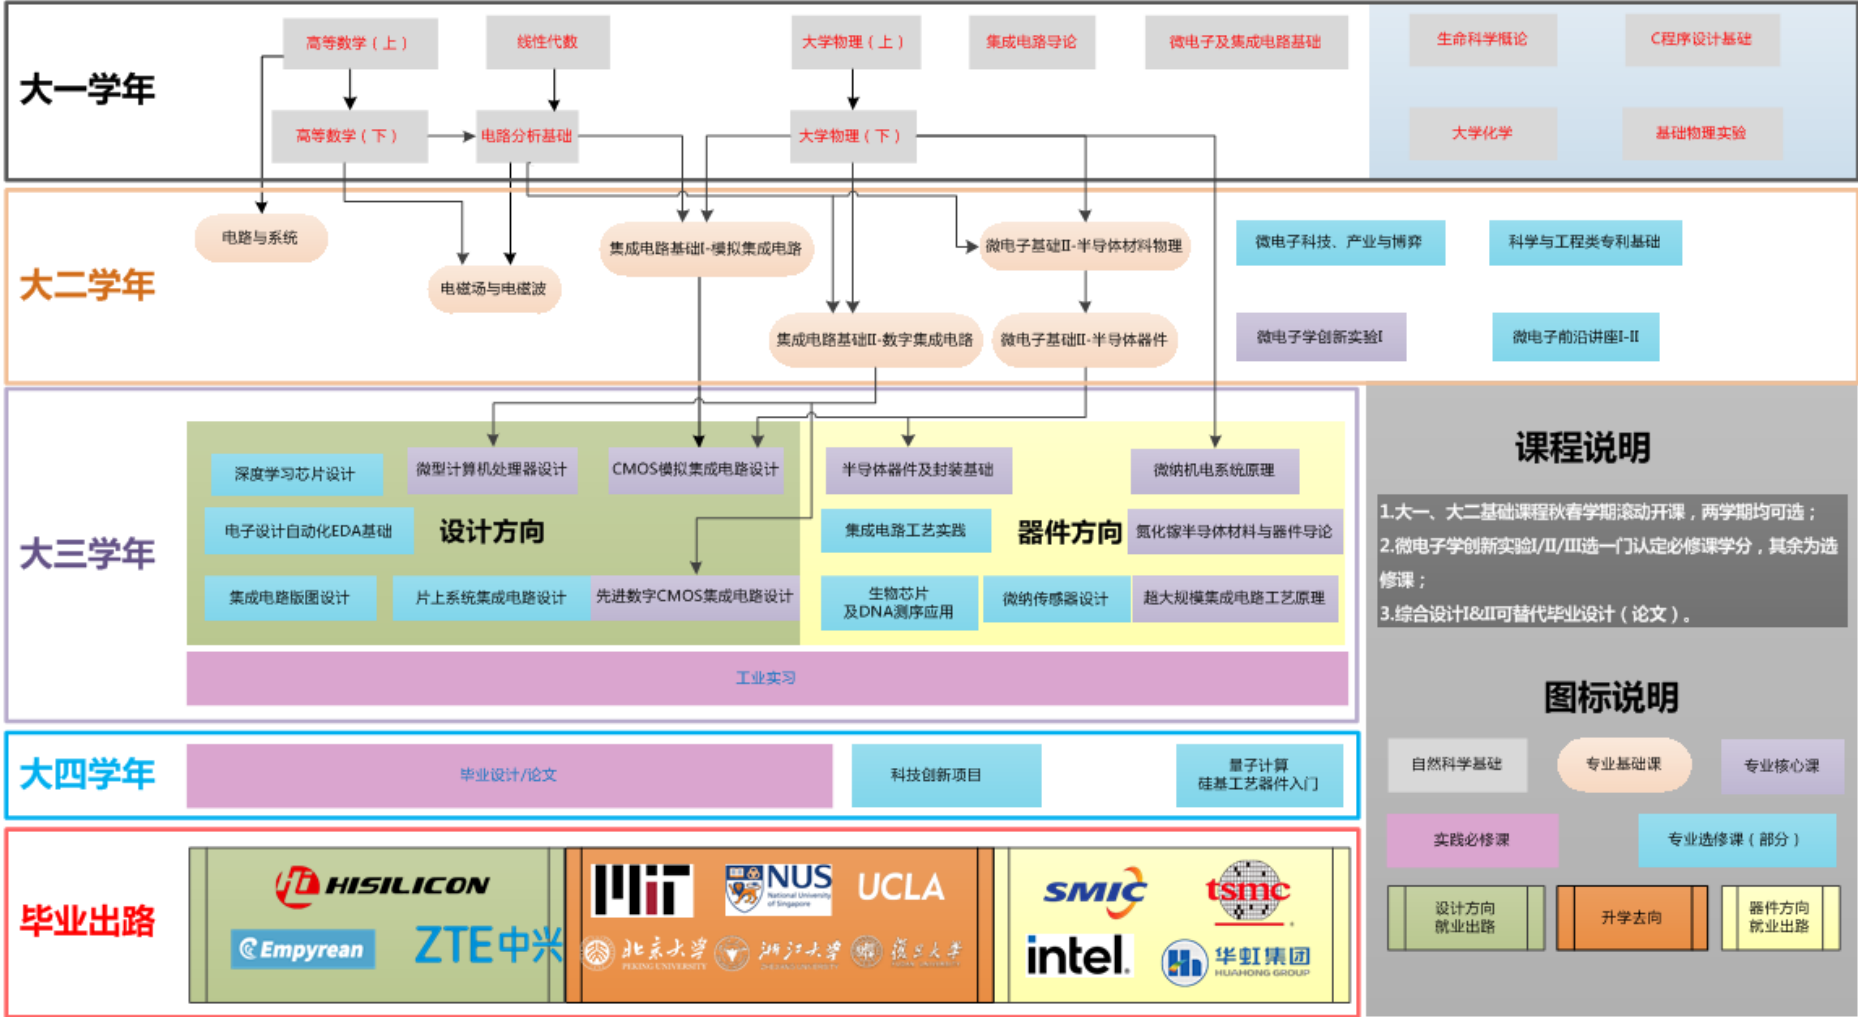 大一学年
高等数学（上）
线性代数
大学物理（上）
集成电路导论
微电子及集成电路基础
生命科学概论
C程序设计基础
高等数学（下）
电路分析基础
大学物理（下）
大学化学
基础物理实验
大二学年
电路与系统
电磁场与电磁波
集成电路基础I-模拟集成电路
微电子基础II-半导体材料物理
微电子科技、产业与博弈
科学与工程类专利基础
集成电路基础II-数字集成电路
微电子基础II-半导体器件
微电子学创新实验I
微电子前沿讲座I-II
大三学年
深度学习芯片设计
微型计算机处理器设计
CMOS模拟集成电路设计
半导体器件及封装基础
微纳机电系统原理
电子设计自动化EDA基础
设计方向
集成电路工艺实践
器件方向
氮化镓半导体材料与器件导论
集成电路版图设计
片上系统集成电路设计
先进数字CMOS集成电路设计
生物芯片
及DNA测序应用
微纳传感器设计
超大规模集成电路工艺原理
工业实习
课程说明
1.大一、大二基础课程秋春学期滚动开课，两学期均可选；
2.微电子学创新实验I/II/III选一门认定必修课学分，其余为选
修课；
3.综合设计I&II可替代毕业设计（论文）。
大四学年
毕业设计/论文
科技创新项目
量子计算
硅基工艺器件入门
图标说明
自然科学基础
专业基础课
专业核心课
实践必修课
专业选修课（部分）
设计方向
就业出路
升学去向
器件方向
就业出路
毕业出路
HISILICON
Empyrean
ZTE中兴
MIT
NUS
National University
of Singapore
UCLA
北京大学
PEKING UNIVERSITY
浙江大学
复旦大学
SMIC
tsmc
intel.
华虹集团
HUAHONG GROUP